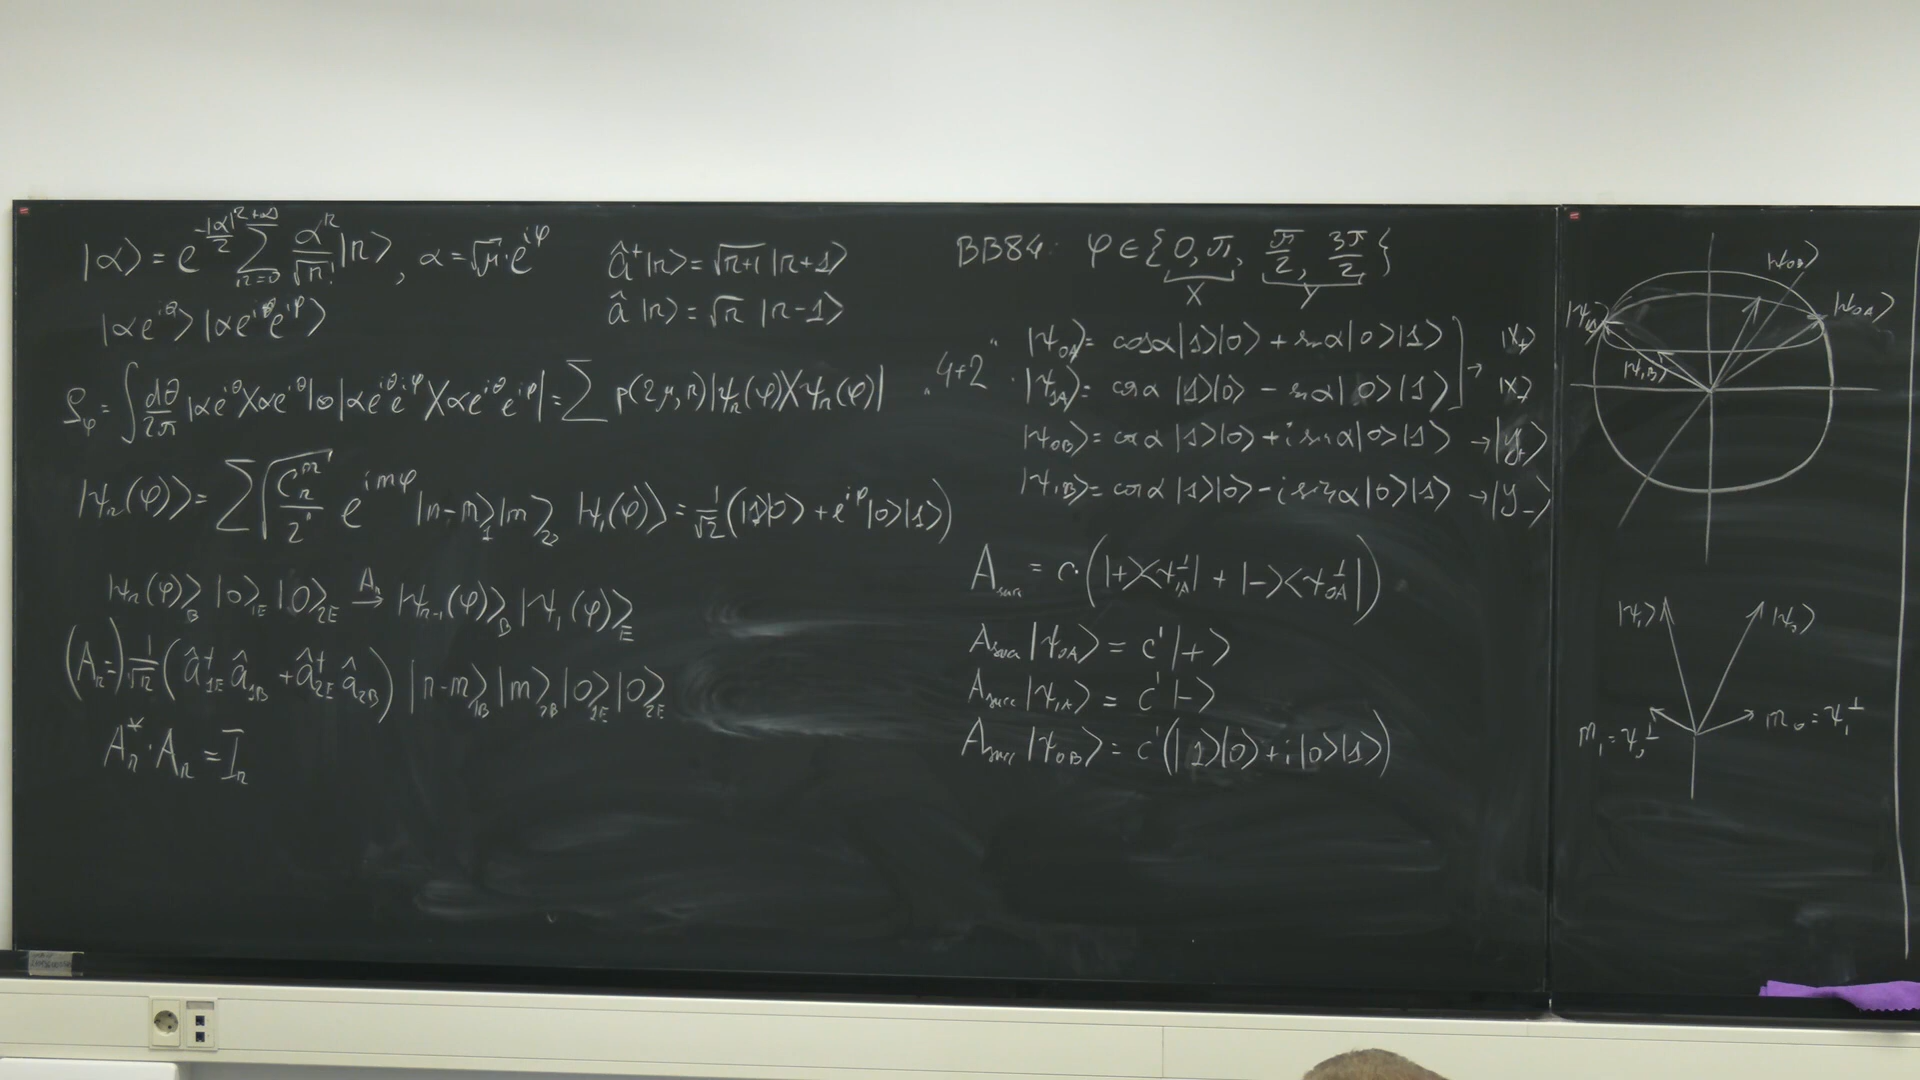 |α⟩ = e^{-|α|²/2} ∑_{n=0}^{+∞} α^n/√n! |n⟩, α = √μ · e^{iφ}
|αe^{iθ}⟩|αe^{iθ}e^{iφ}⟩
â⁺|n⟩ = √n+1 |n+1⟩
â |n⟩ = √n |n-1⟩
ρ_φ = ∫ dθ/2π |αe^{iθ}⟩⟨αe^{iθ}| ⊗ |αe^{iθ}e^{iφ}⟩⟨αe^{iθ}e^{iφ}| = ∑ p(2μ,n)|ψ_n(φ)⟩⟨ψ_n(φ)|
|ψ_n(φ)⟩ = ∑ √(C_n^m/2^n) e^{imφ} |n-m⟩_1 |m⟩_2, |ψ_1(φ)⟩ = 1/√2 (|1⟩|0⟩ + e^{iφ}|0⟩|1⟩)
|ψ_n(φ)⟩_B |0⟩_{1E} |0⟩_{2E} →^{A_n} |ψ_{n-1}(φ)⟩_B |ψ_1(φ)⟩_E
(A_n =) 1/√n (â⁺_{1E} â_{1B} + â⁺_{2E} â_{2B}) |n-m⟩_{1B} |m⟩_{2B} |0⟩_{1E} |0⟩_{2E}
A_n^* · A_n = I_n
BB84: φ ∈ {0, π, π/2, 3π/2}
X Y
"4+2":
|ψ_{0A}⟩ = cosα|1⟩|0⟩ + sinα|0⟩|1⟩ → |X_+⟩
|ψ_{1A}⟩ = cosα |1⟩|0⟩ - sinα|0⟩|1⟩ → |X_-⟩
|ψ_{0B}⟩ = cosα |1⟩|0⟩ + i sinα|0⟩|1⟩ → |y_+⟩
|ψ_{1B}⟩ = cosα |1⟩|0⟩ - i sinα|0⟩|1⟩ → |y_-⟩
A_{succ} = c·(|+⟩⟨ψ_{1A}^⊥| + |-⟩⟨ψ_{0A}^⊥|)
A_{succ} |ψ_{0A}⟩ = c' |+⟩
A_{succ} |ψ_{1A}⟩ = c' |-⟩
A_{succ} |ψ_{0B}⟩ = c' (|1⟩|0⟩ + i|0⟩|1⟩)
|ψ_{0B}⟩
|ψ_{1A}⟩ |ψ_{0A}⟩
|ψ_{1B}⟩
|ψ_1⟩ |ψ_0⟩
m_1 = ψ_0^⊥ m_0 = ψ_1^⊥